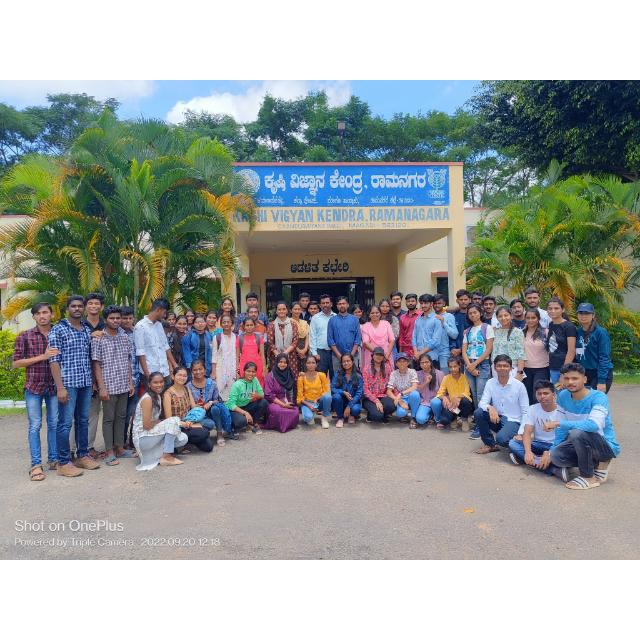 ಕೃಷಿ ವಿಜ್ಞಾನ ಕೇಂದ್ರ, ರಾಮನಗರ
KRISHI VIGYAN KENDRA, RAMANAGARA
ಆಡಳಿತ ಕಛೇರಿ
Shot on OnePlus
Powered by Triple Camera 2022.09.20 12:18